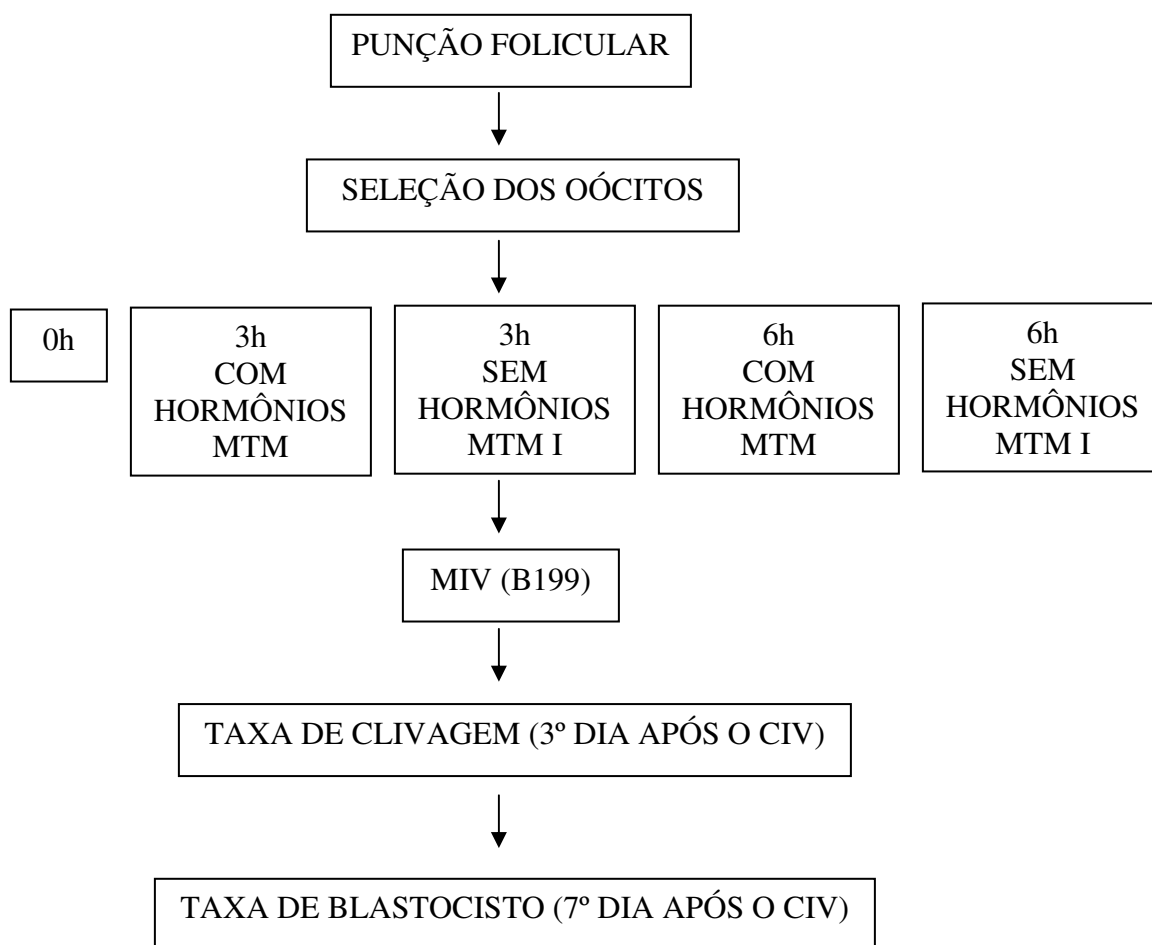 PUNÇÃO FOLICULAR
SELEÇÃO DOS OÓCITOS
0h
3h
COM
HORMÔNIOS
MTM
3h
SEM
HORMÔNIOS
MTM I
6h
COM
HORMÔNIOS
MTM
6h
SEM
HORMÔNIOS
MTM I
MIV (B199)
TAXA DE CLIVAGEM (3º DIA APÓS O CIV)
TAXA DE BLASTOCISTO (7º DIA APÓS O CIV)